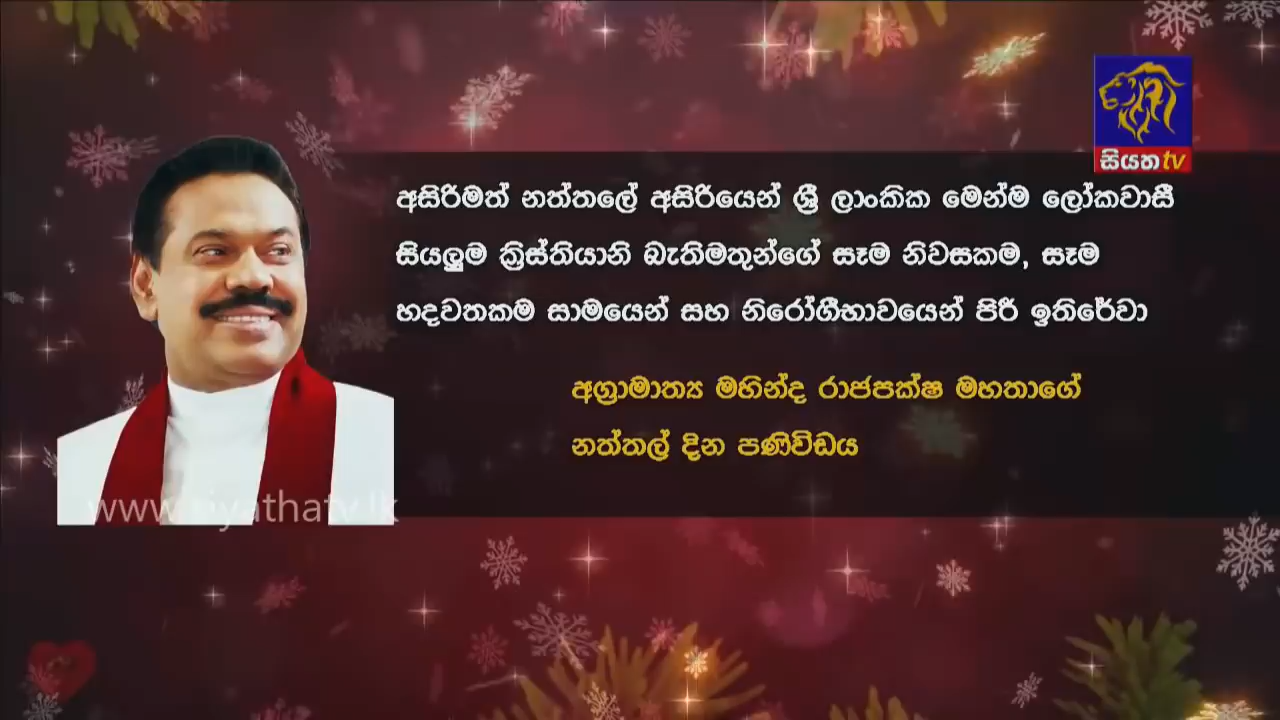 සියත tv
අසිරිමත් නත්තලේ අසිරියෙන් ශ්‍රී ලාංකික මෙන්ම ලෝකවාසී
සියලුම ක්‍රිස්තියානි බැතිමතුන්ගේ සෑම නිවසකම, සෑම
හදවතකම සාමයෙන් සහ නිරෝගීභාවයෙන් පිරී ඉතිරේවා
අග්‍රාමාත්‍ය මහින්ද රාජපක්ෂ මහතාගේ
නත්තල් දින පණිවිඩය
www.siyathatv.lk